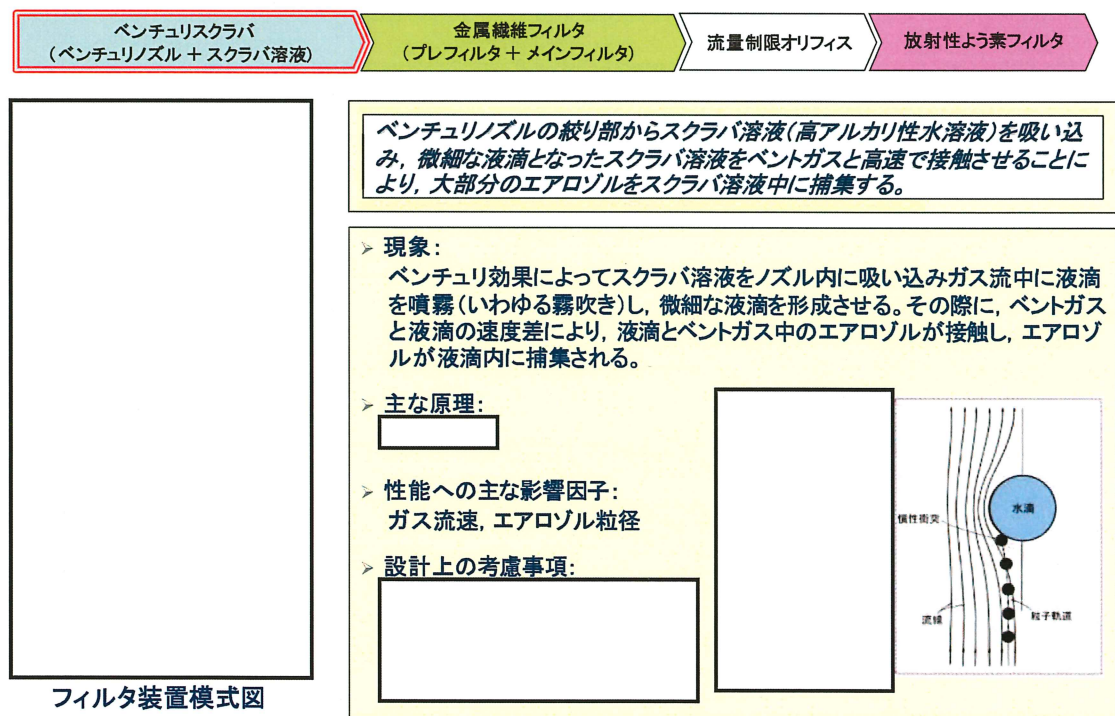 ベンチュリスクラバ
(ベンチュリノズル + スクラバ溶液)
金属繊維フィルタ
(プレフィルタ + メインフィルタ)
流量制限オリフィス
放射性よう素フィルタ
ベンチュリノズルの絞り部からスクラバ溶液(高アルカリ性水溶液)を吸い込
み，微細な液滴となったスクラバ溶液をベントガスと高速で接触させることに
より，大部分のエアロゾルをスクラバ溶液中に捕集する。
➢ 現象：
ベンチュリ効果によってスクラバ溶液をノズル内に吸い込みガス流中に液滴
を噴霧(いわゆる霧吹き)し，微細な液滴を形成させる。その際に，ベントガス
と液滴の速度差により，液滴とベントガス中のエアロゾルが接触し，エアロゾ
ルが液滴内に捕集される。
➢ 主な原理：
➢ 性能への主な影響因子：
ガス流速，エアロゾル粒径
➢ 設計上の考慮事項：
水滴
慣性衝突
流線
粒子軌道
フィルタ装置模式図